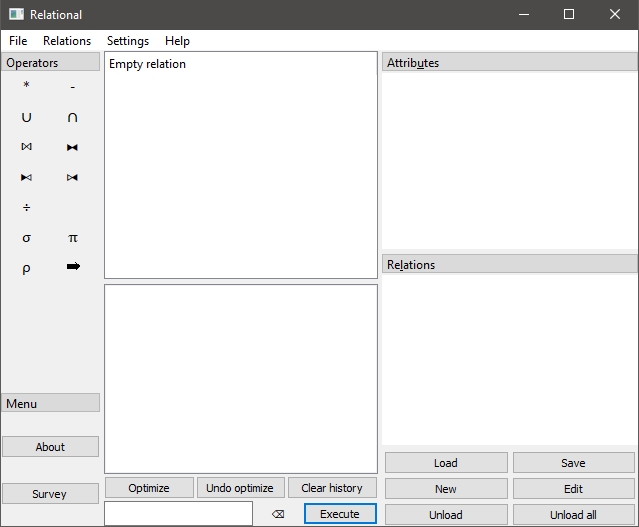 Relational
File Relations Settings Help
Operators
* -
∪ ∩
⋈ ⧓
⧑ ⧒
÷
σ π
ρ ➡
Menu
About
Survey
Empty relation
Optimize Undo optimize Clear history
⌫ Execute
Attributes
Relations
Load Save
New Edit
Unload Unload all